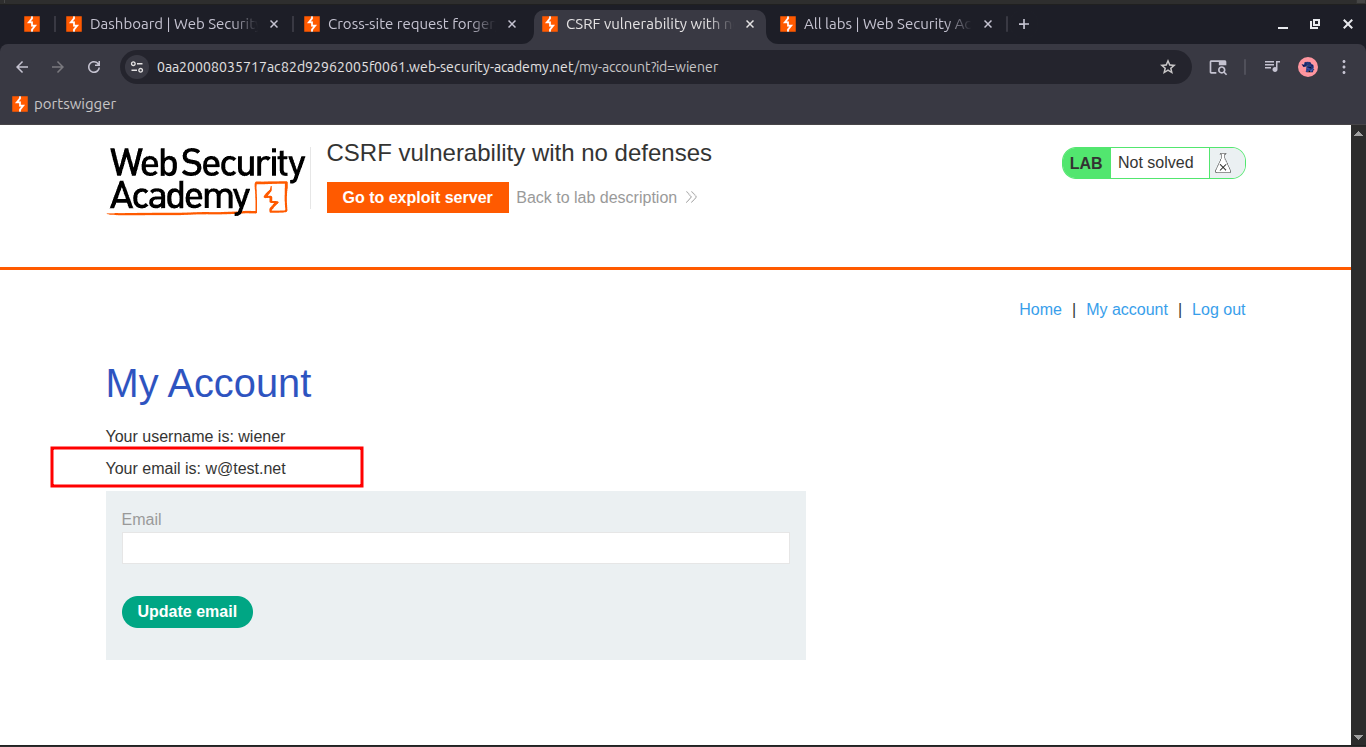 Dashboard | Web Securit
Cross-site request forger
CSRF vulnerability with n
All labs | Web Security Ac
0aa20008035717ac82d92962005f0061.web-security-academy.net/my-account?id=wiener
portswigger
Web Security
Academy
CSRF vulnerability with no defenses
Go to exploit server
Back to lab description
LAB
Not solved
Home | My account | Log out
My Account
Your username is: wiener
Your email is: w@test.net
Email
Update email